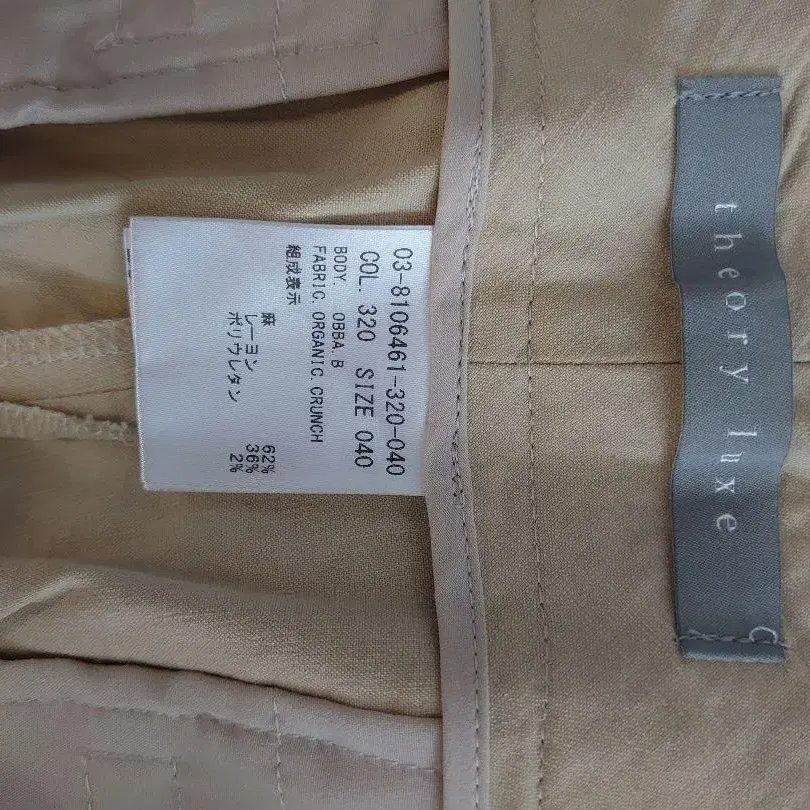 theory luxe
03-8106461-320-040
COL. 320 SIZE 040
BODY. OBBA.B
FABRIC. ORGANIC.CRUNCH
組成表示
麻 62%
レーヨン 36%
ポリウレタン 2%